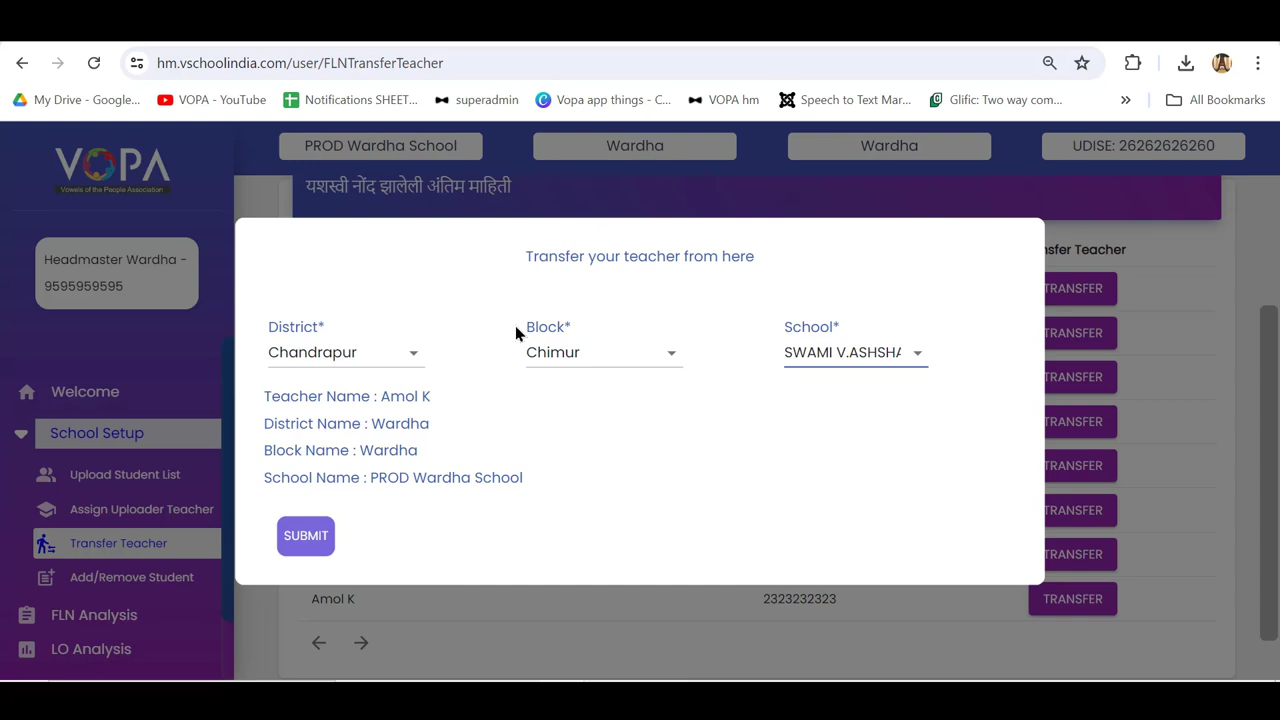 hm.vschoolindia.com/user/FLNTransferTeacher
My Drive - Google...
VOPA - YouTube
Notifications SHEET...
superadmin
Vopa app things - C...
VOPA hm
Speech to Text Mar...
Glific: Two way com...
All Bookmarks
VOPA
Vowels of the People Association
PROD Wardha School
Wardha
Wardha
UDISE: 26262626260
यशस्वी नोंद झालेली अंतिम माहिती
Headmaster Wardha -
9595959595
Transfer your teacher from here
nsfer Teacher
TRANSFER
District*
Block*
School*
TRANSFER
Chandrapur
Chimur
SWAMI V.ASHSHA
TRANSFER
Welcome
Teacher Name : Amol K
District Name : Wardha
TRANSFER
School Setup
Block Name : Wardha
TRANSFER
Upload Student List
School Name : PROD Wardha School
Assign Uploader Teacher
TRANSFER
SUBMIT
Transfer Teacher
TRANSFER
Add/Remove Student
Amol K
2323232323
TRANSFER
FLN Analysis
LO Analysis